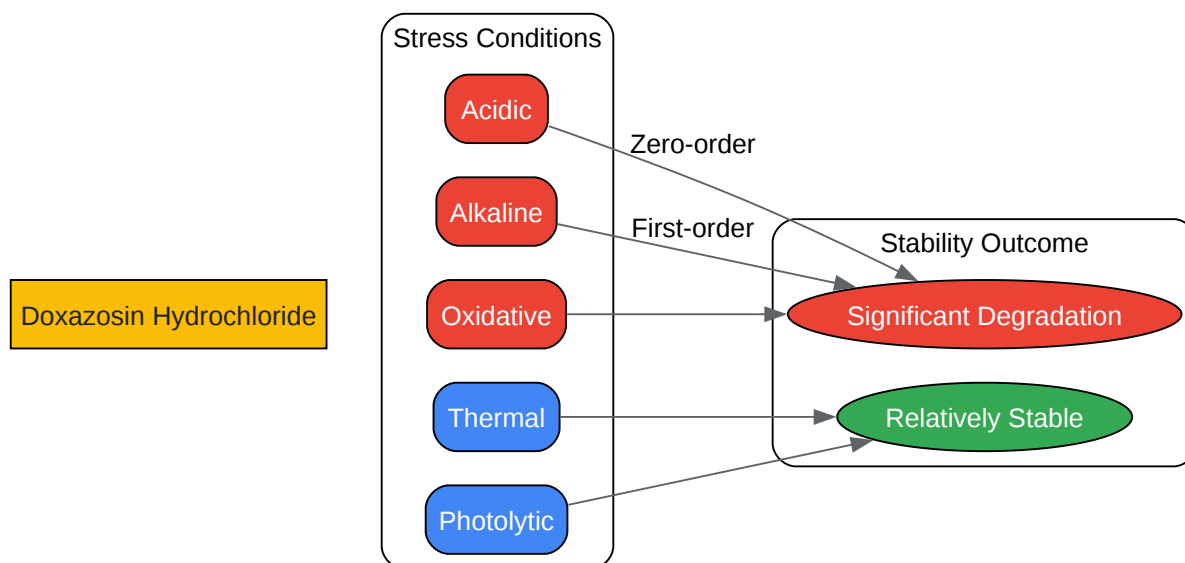 Doxazosin Hydrochloride
Stress Conditions
Acidic
Alkaline
Oxidative
Thermal
Photolytic
Zero-order
First-order
Stability Outcome
Significant Degradation
Relatively Stable